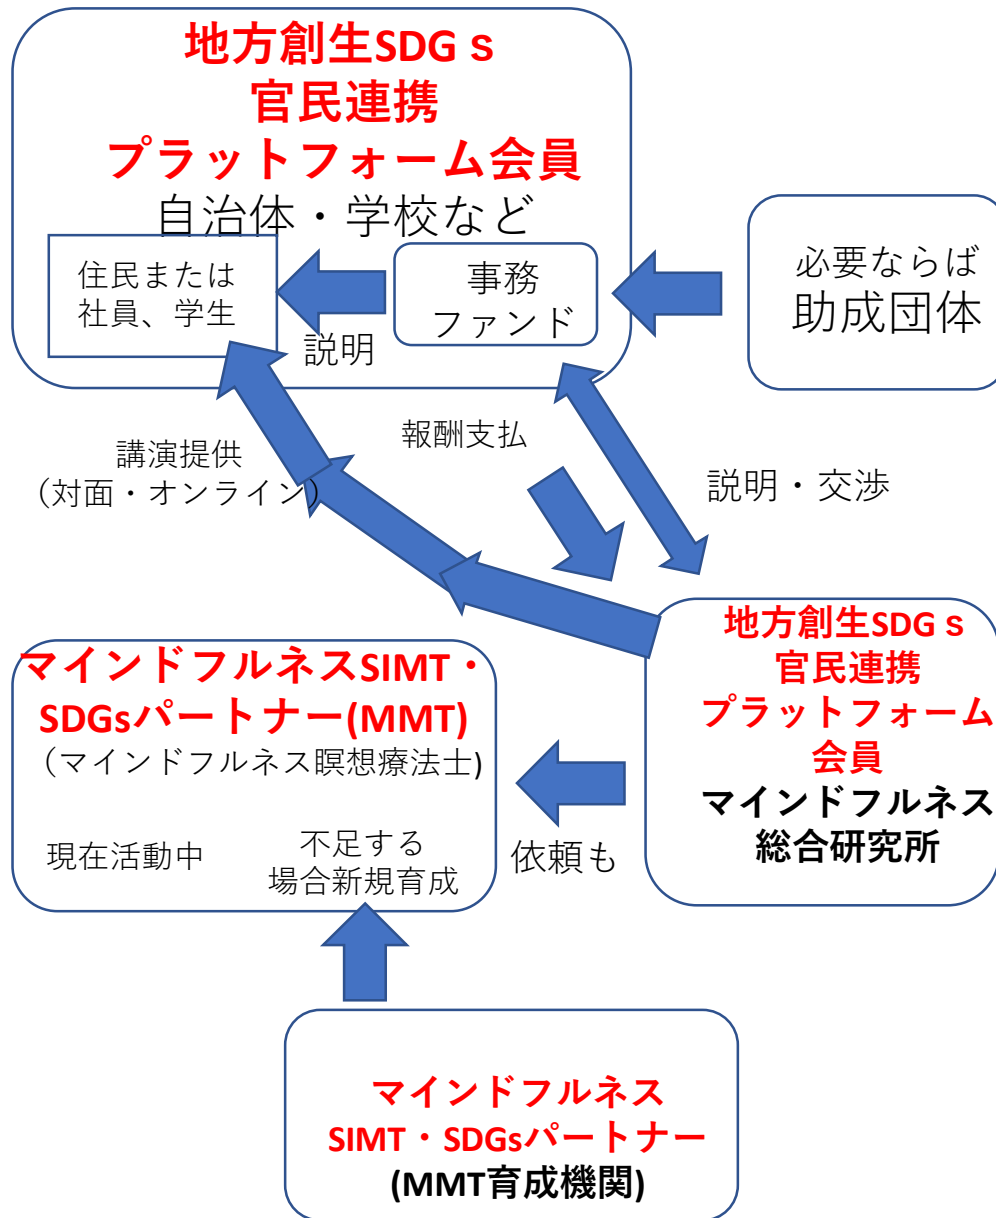 地方創生SDGｓ
官民連携
プラットフォーム会員
自治体・学校など
住民または
社員、学生
説明
事務
ファンド
必要ならば
助成団体
講演提供
（対面・オンライン）
報酬支払
説明・交渉
地方創生SDGｓ
官民連携
プラットフォーム
会員
マインドフルネス
総合研究所
マインドフルネスSIMT・
SDGsパートナー(MMT)
（マインドフルネス瞑想療法士)
現在活動中
不足する
場合新規育成
依頼も
マインドフルネス
SIMT・SDGsパートナー
(MMT育成機関)